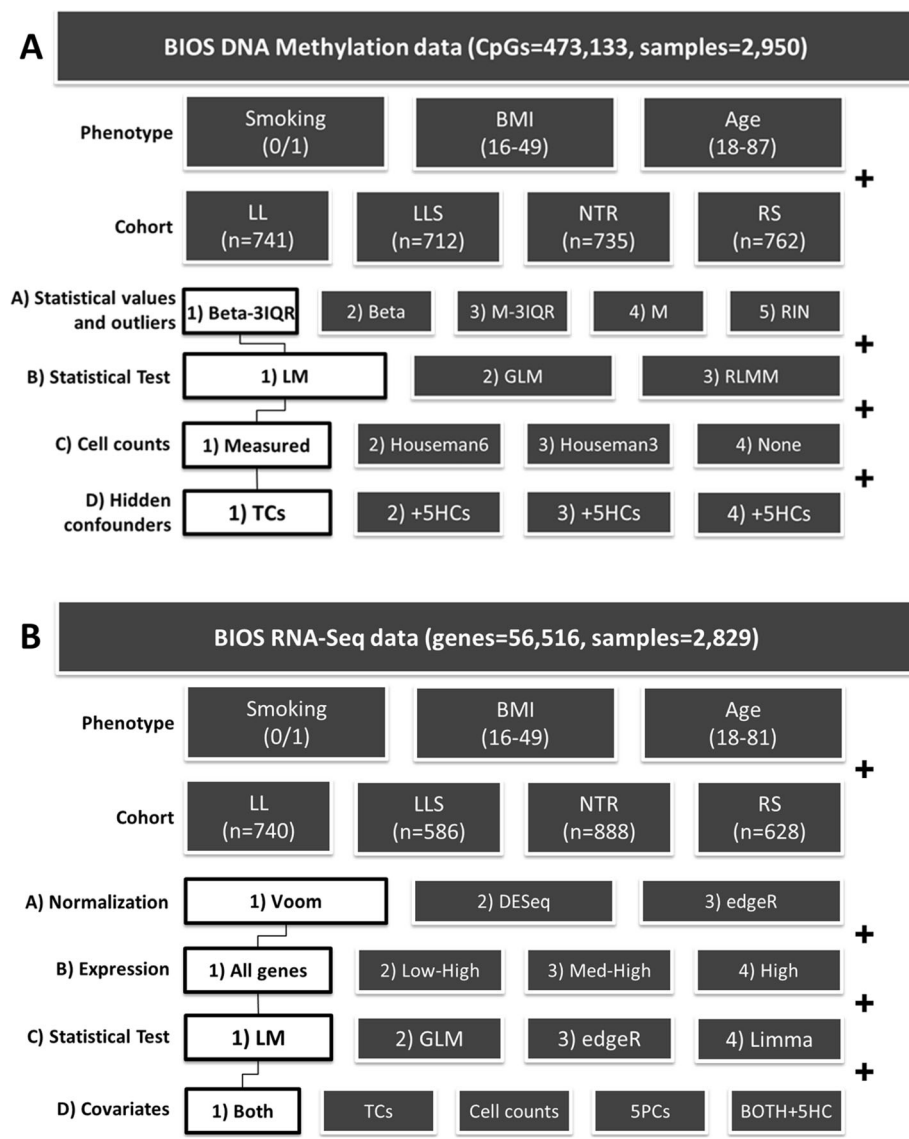 A
BIOS DNA Methylation data (CpGs=473,133, samples=2,950)
Phenotype
Smoking
(0/1)
BMI
(16-49)
Age
(18-87)
+
Cohort
LL
(n=741)
LLS
(n=712)
NTR
(n=735)
RS
(n=762)
A) Statistical values
and outliers
1) Beta-3IQR
2) Beta
3) M-3IQR
4) M
5) RIN
+
B) Statistical Test
1) LM
2) GLM
3) RLMM
+
C) Cell counts
1) Measured
2) Houseman6
3) Houseman3
4) None
+
D) Hidden
confounders
1) TCs
2) +5HCs
3) +5HCs
4) +5HCs
B
BIOS RNA-Seq data (genes=56,516, samples=2,829)
Phenotype
Smoking
(0/1)
BMI
(16-49)
Age
(18-81)
+
Cohort
LL
(n=740)
LLS
(n=586)
NTR
(n=888)
RS
(n=628)
A) Normalization
1) Voom
2) DESeq
3) edgeR
+
B) Expression
1) All genes
2) Low-High
3) Med-High
4) High
+
C) Statistical Test
1) LM
2) GLM
3) edgeR
4) Limma
+
D) Covariates
1) Both
TCs
Cell counts
5PCs
BOTH+5HC